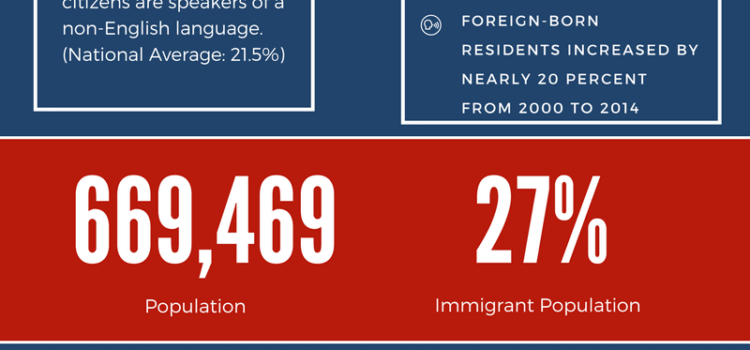 citizens are speakers of a
non-English language.
(National Average: 21.5%)
FOREIGN-BORN
RESIDENTS INCREASED BY
NEARLY 20 PERCENT
FROM 2000 TO 2014
669,469
Population
27%
Immigrant Population